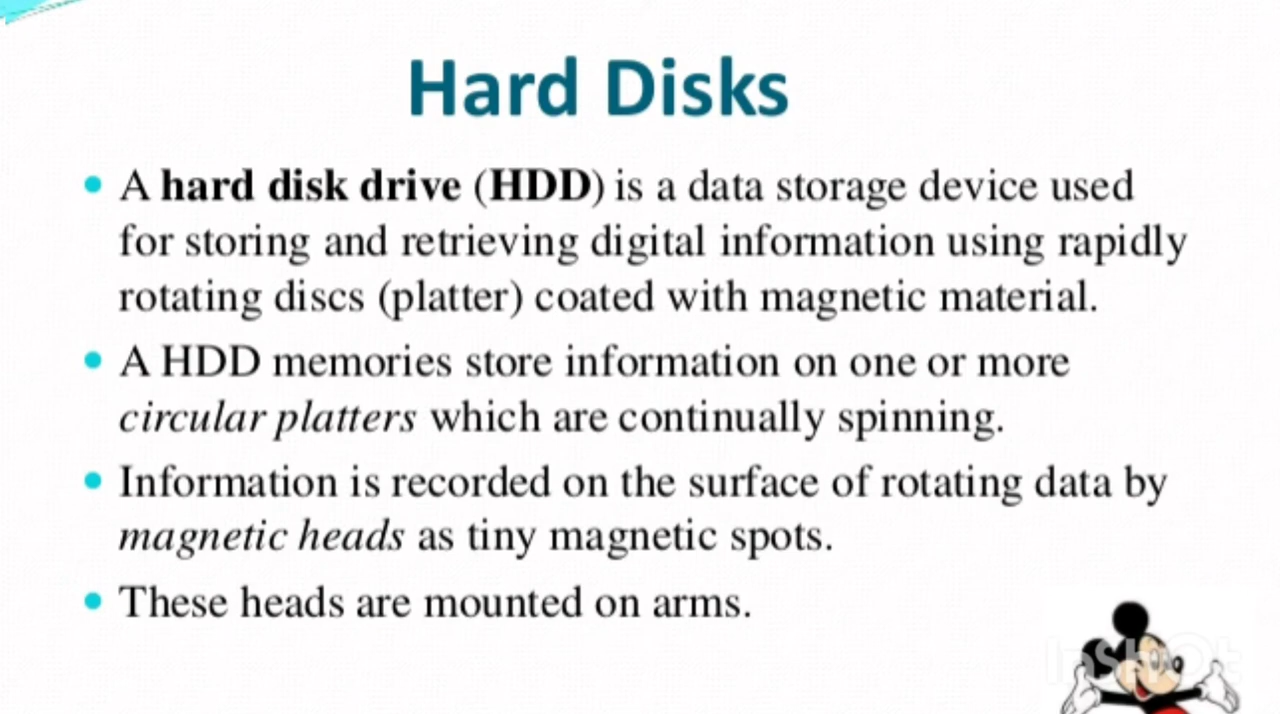 Hard Disks
• A hard disk drive (HDD) is a data storage device used
for storing and retrieving digital information using rapidly
rotating discs (platter) coated with magnetic material.
• A HDD memories store information on one or more
circular platters which are continually spinning.
• Information is recorded on the surface of rotating data by
magnetic heads as tiny magnetic spots.
• These heads are mounted on arms.
InShOt